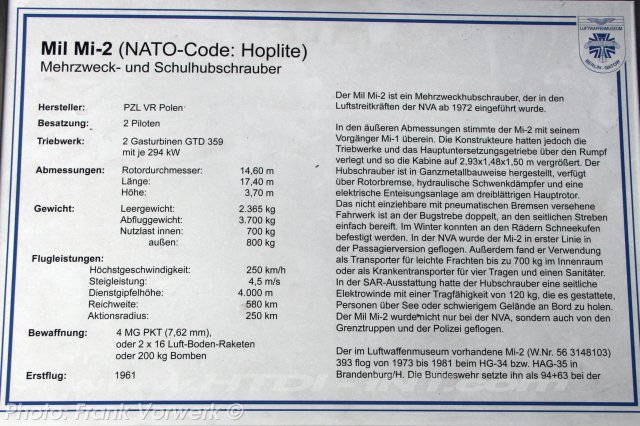 LUFTWAFFENMUSEUM
BERLIN - GATOW
Mil Mi-2 (NATO-Code: Hoplite)
Mehrzweck- und Schulhubschrauber
Hersteller: PZL VR Polen
Besatzung: 2 Piloten
Triebwerk: 2 Gasturbinen GTD 359
mit je 294 kW
Abmessungen: Rotordurchmesser: 14,60 m
Länge: 17,40 m
Höhe: 3,70 m
Gewicht: Leergewicht: 2.365 kg
Abfluggewicht: 3.700 kg
Nutzlast innen: 700 kg
außen: 800 kg
Flugleistungen:
Höchstgeschwindigkeit: 250 km/h
Steigleistung: 4,5 m/s
Dienstgipfelhöhe: 4.000 m
Reichweite: 580 km
Aktionsradius: 250 km
Bewaffnung: 4 MG PKT (7,62 mm),
oder 2 x 16 Luft-Boden-Raketen
oder 200 kg Bomben
Erstflug: 1961
Der Mil Mi-2 ist ein Mehrzweckhubschrauber, der in den
Luftstreitkräften der NVA ab 1972 eingeführt wurde.
In den äußeren Abmessungen stimmte der Mi-2 mit seinem
Vorgänger Mi-1 überein. Die Konstrukteure hatten jedoch die
Triebwerke und das Hauptuntersetzungsgetriebe über den Rumpf
verlegt und so die Kabine auf 2,93x1,48x1,50 m vergrößert. Der
Hubschrauber ist in Ganzmetallbauweise hergestellt, verfügt
über Rotorbremse, hydraulische Schwenkdämpfer und eine
elektrische Enteisungsanlage am dreiblättrigen Hauptrotor.
Das nicht einziehbare mit pneumatischen Bremsen versehene
Fahrwerk ist an der Bugstrebe doppelt, an den seitlichen Streben
einfach bereift. Im Winter konnten an den Rädern Schneekufen
befestigt werden. In der NVA wurde der Mi-2 in erster Linie in
der Passagierversion geflogen. Außerdem fand er Verwendung
als Transporter für leichte Frachten bis zu 700 kg im Innenraum
oder als Krankentransporter für vier Tragen und einen Sanitäter.
In der SAR-Ausstattung hatte der Hubschrauber eine seitliche
Elektrowinde mit einer Tragfähigkeit von 120 kg, die es gestattete,
Personen über See oder schwierigem Gelände an Bord zu holen.
Der Mil Mi-2 wurde nicht nur bei der NVA, sondern auch von den
Grenztruppen und der Polizei geflogen.
Der im Luftwaffenmuseum vorhandene Mi-2 (W.Nr. 56 3148103)
393 flog von 1973 bis 1981 beim HG-34 bzw. HAG-35 in
Brandenburg/H. Die Bundeswehr setzte ihn als 94+63 bei der
Photo: Frank Vorwerk ©